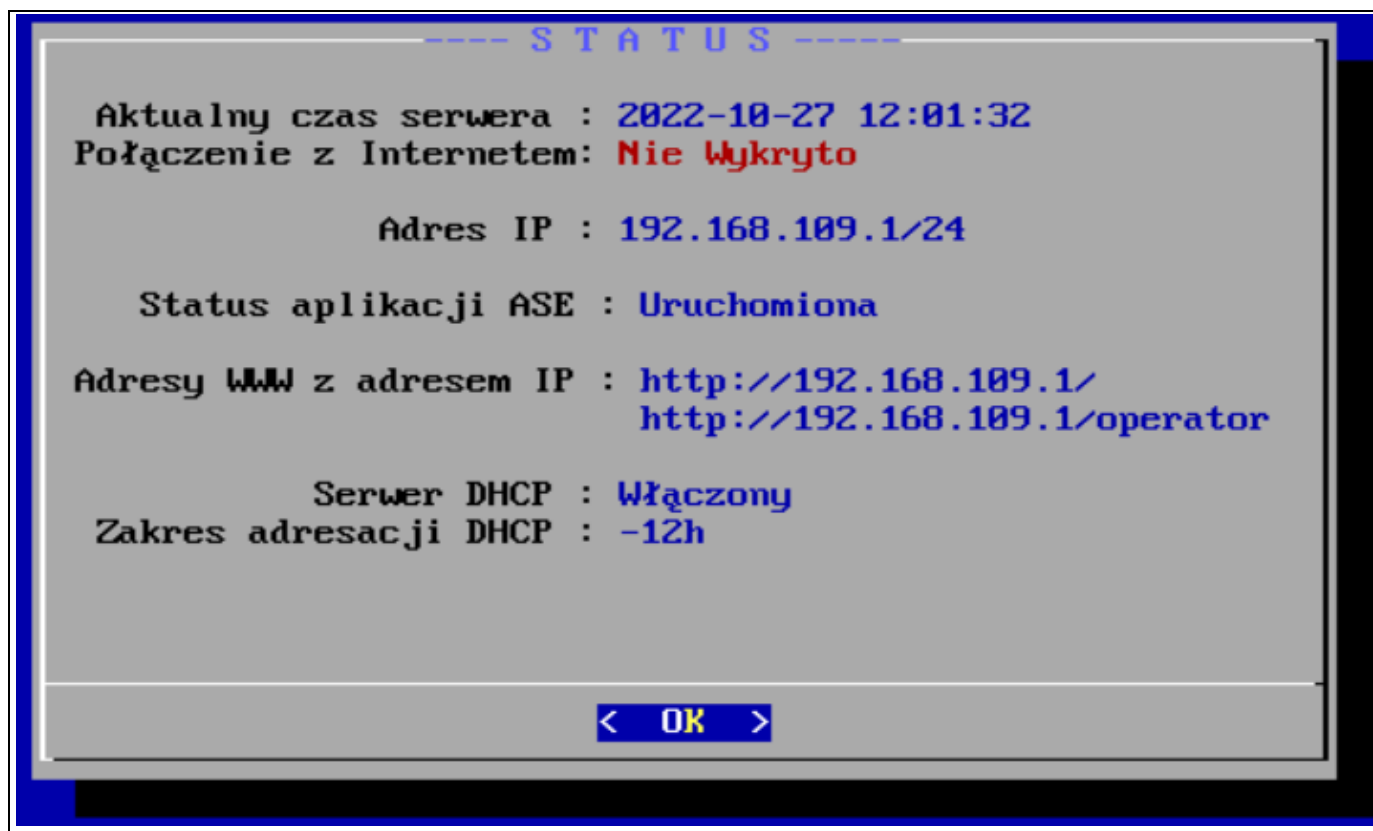 ---- S T A T U S -----
Aktualny czas serwera : 2022-10-27 12:01:32
Połączenie z Internetem: Nie Wykryto
Adres IP : 192.168.109.1/24
Status aplikacji ASE : Uruchomiona
Adresy WWW z adresem IP : http://192.168.109.1/
http://192.168.109.1/operator
Serwer DHCP : Włączony
Zakres adresacji DHCP : -12h
< OK >